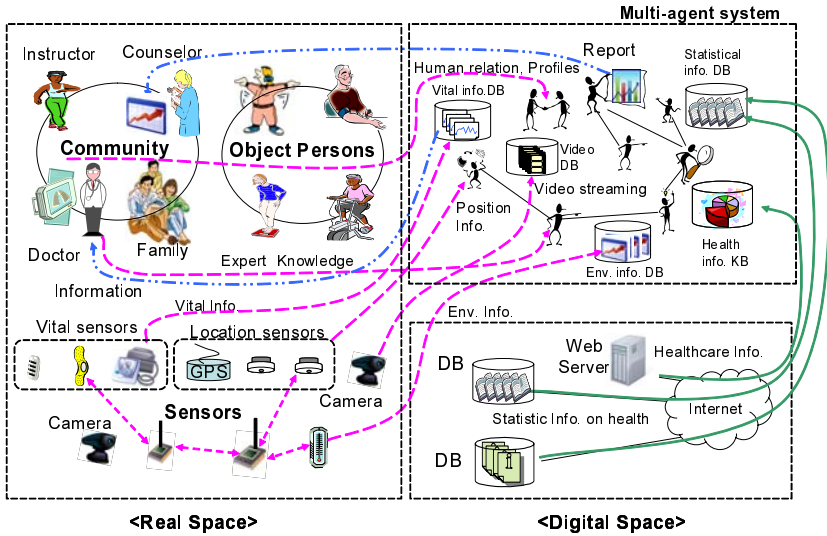 Multi-agent system
Instructor
Counselor
Community
Object Persons
Doctor
Family
Expert Knowledge
Information
Human relation, Profiles
Report
Statistical
info. DB
Vital info.DB
Video
DB
Video streaming
Position
Info.
Env. info. DB
Health
info. KB
Vital Info
Vital sensors
Location sensors
GPS
Sensors
Camera
Camera
Env. Info.
DB
Web
Server
Healthcare Info.
Internet
Statistic Info. on health
DB
<Real Space>
<Digital Space>